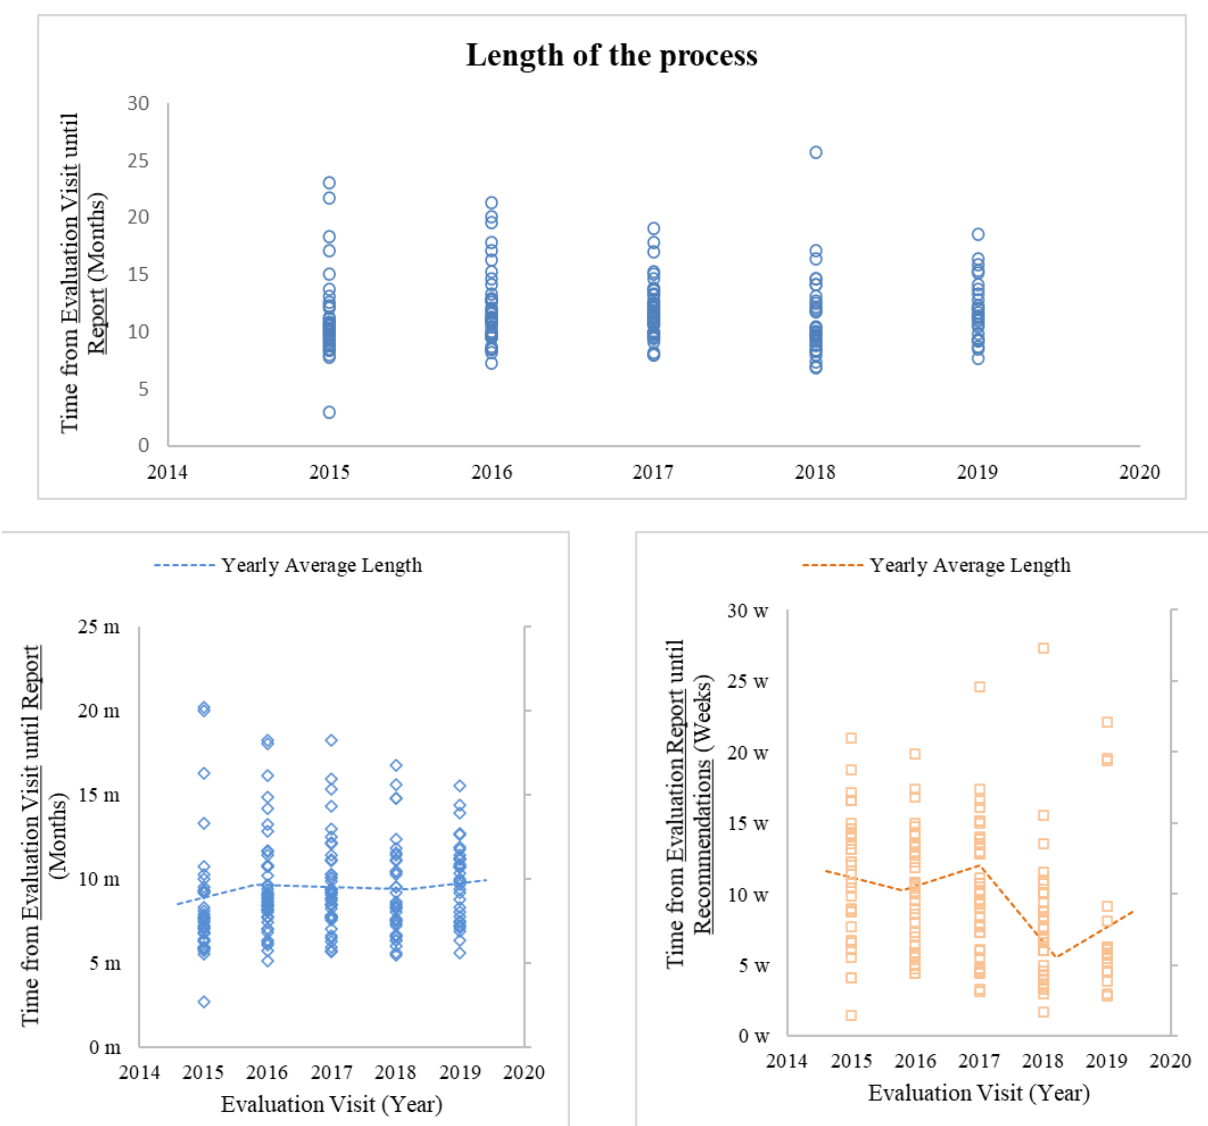 Length of the process
Time from Evaluation Visit until
Report (Months)
30
25
20
15
10
5
0
2014 2015 2016 2017 2018 2019 2020
Yearly Average Length
Time from Evaluation Visit until Report
(Months)
25 m
20 m
15 m
10 m
5 m
0 m
2014 2015 2016 2017 2018 2019 2020
Evaluation Visit (Year)
Yearly Average Length
Time from Evaluation Report until
Recommendations (Weeks)
30 w
25 w
20 w
15 w
10 w
5 w
0 w
2014 2015 2016 2017 2018 2019 2020
Evaluation Visit (Year)